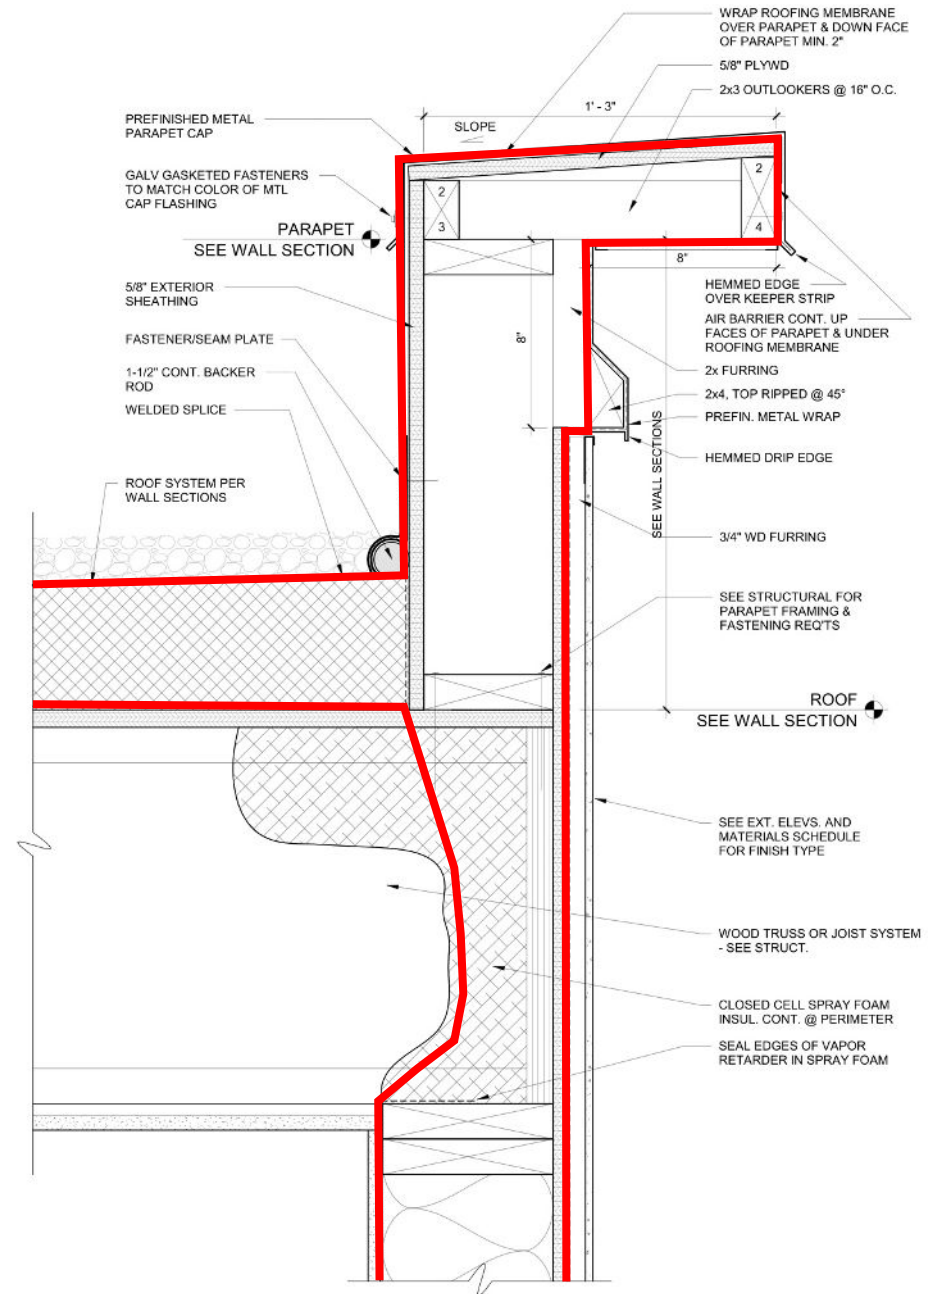 WRAP ROOFING MEMBRANE
OVER PARAPET & DOWN FACE
OF PARAPET MIN. 2"
5/8" PLYWD
2x3 OUTLOOKERS @ 16" O.C.
1' - 3"
SLOPE
PREFINISHED METAL
PARAPET CAP
GALV GASKETED FASTENERS
TO MATCH COLOR OF MTL
CAP FLASHING
2
3
2
4
PARAPET
SEE WALL SECTION
8"
8"
5/8" EXTERIOR
SHEATHING
FASTENER/SEAM PLATE
1-1/2" CONT. BACKER
ROD
WELDED SPLICE
ROOF SYSTEM PER
WALL SECTIONS
HEMMED EDGE
OVER KEEPER STRIP
AIR BARRIER CONT. UP
FACES OF PARAPET & UNDER
ROOFING MEMBRANE
2x FURRING
2x4, TOP RIPPED @ 45°
PREFIN. METAL WRAP
HEMMED DRIP EDGE
SEE WALL SECTIONS
3/4" WD FURRING
SEE STRUCTURAL FOR
PARAPET FRAMING &
FASTENING REQ'TS
ROOF
SEE WALL SECTION
SEE EXT. ELEVS. AND
MATERIALS SCHEDULE
FOR FINISH TYPE
WOOD TRUSS OR JOIST SYSTEM
- SEE STRUCT.
CLOSED CELL SPRAY FOAM
INSUL. CONT. @ PERIMETER
SEAL EDGES OF VAPOR
RETARDER IN SPRAY FOAM